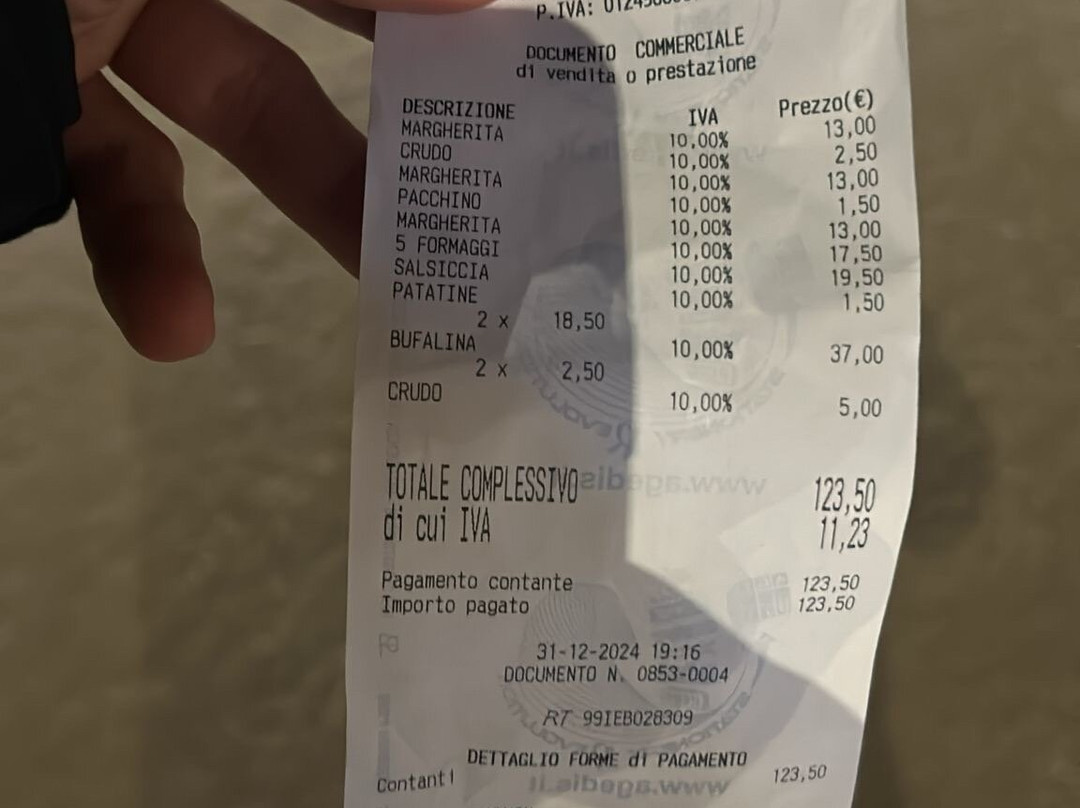 P.IVA:
DOCUMENTO COMMERCIALE
di vendita o prestazione
DESCRIZIONE IVA Prezzo(€)
MARGHERITA 10,00% 13,00
CRUDO 10,00% 2,50
MARGHERITA 10,00% 13,00
PACCHINO 10,00% 1,50
MARGHERITA 10,00% 13,00
5 FORMAGGI 10,00% 17,50
SALSICCIA 10,00% 19,50
PATATINE 10,00% 1,50
2 x 18,50
BUFALINA 10,00% 37,00
2 x 2,50
CRUDO 10,00% 5,00
TOTALE COMPLESSIVO 123,50
di cui IVA 11,23
Pagamento contante 123,50
Importo pagato 123,50
31-12-2024 19:16
DOCUMENTO N. 0853-0004
RT 99IEB028309
DETTAGLIO FORME di PAGAMENTO
Contanti 123,50